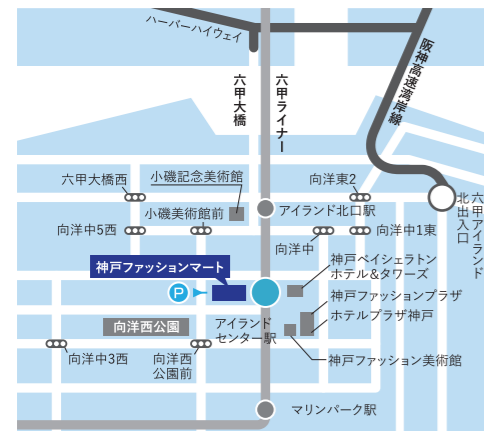 ハーバーハイウェイ
阪神高速湾岸線
六甲大橋
六甲ライナー
六甲大橋西
小磯記念美術館
向洋東2
六甲アイランド
北出入口
小磯美術館前
アイランド北口駅
向洋中5西
向洋中1東
向洋中
神戸ファッションマート
神戸ベイシェラトン
ホテル&タワーズ
P
神戸ファッションプラザ
ホテルプラザ神戸
向洋西公園
アイランド
センター駅
向洋中3西
向洋西
公園前
神戸ファッション美術館
マリンパーク駅